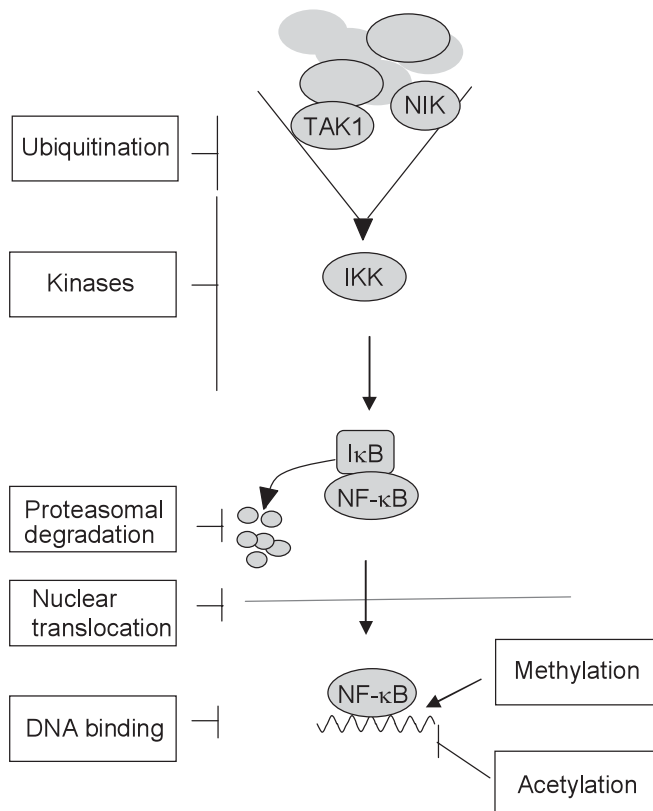 NIK
TAK1
Ubiquitination
IKK
Kinases
IκB
NF-κB
Proteasomal
degradation
Nuclear
translocation
Methylation
NF-κB
DNA binding
Acetylation